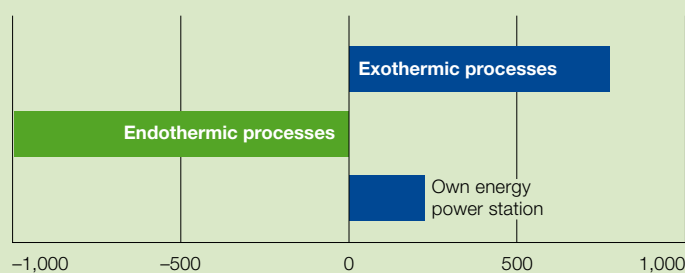 Exothermic processes
Endothermic processes
Own energy
power station
–1,000 –500 0 500 1,000